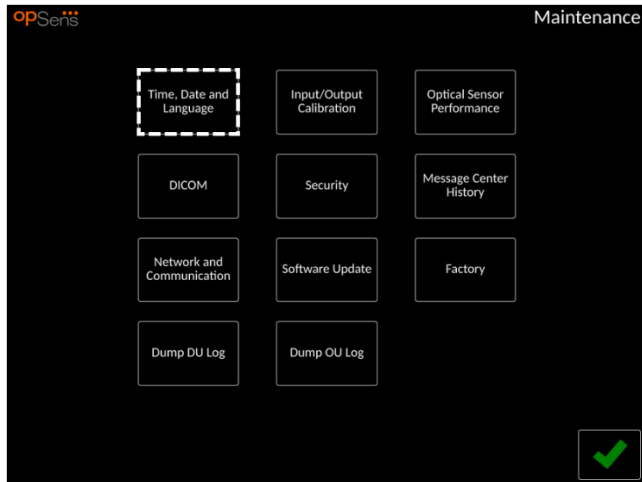 opSens
Maintenance
Time, Date and
Language
Input/Output
Calibration
Optical Sensor
Performance
DICOM
Security
Message Center
History
Network and
Communication
Software Update
Factory
Dump DU Log
Dump OU Log